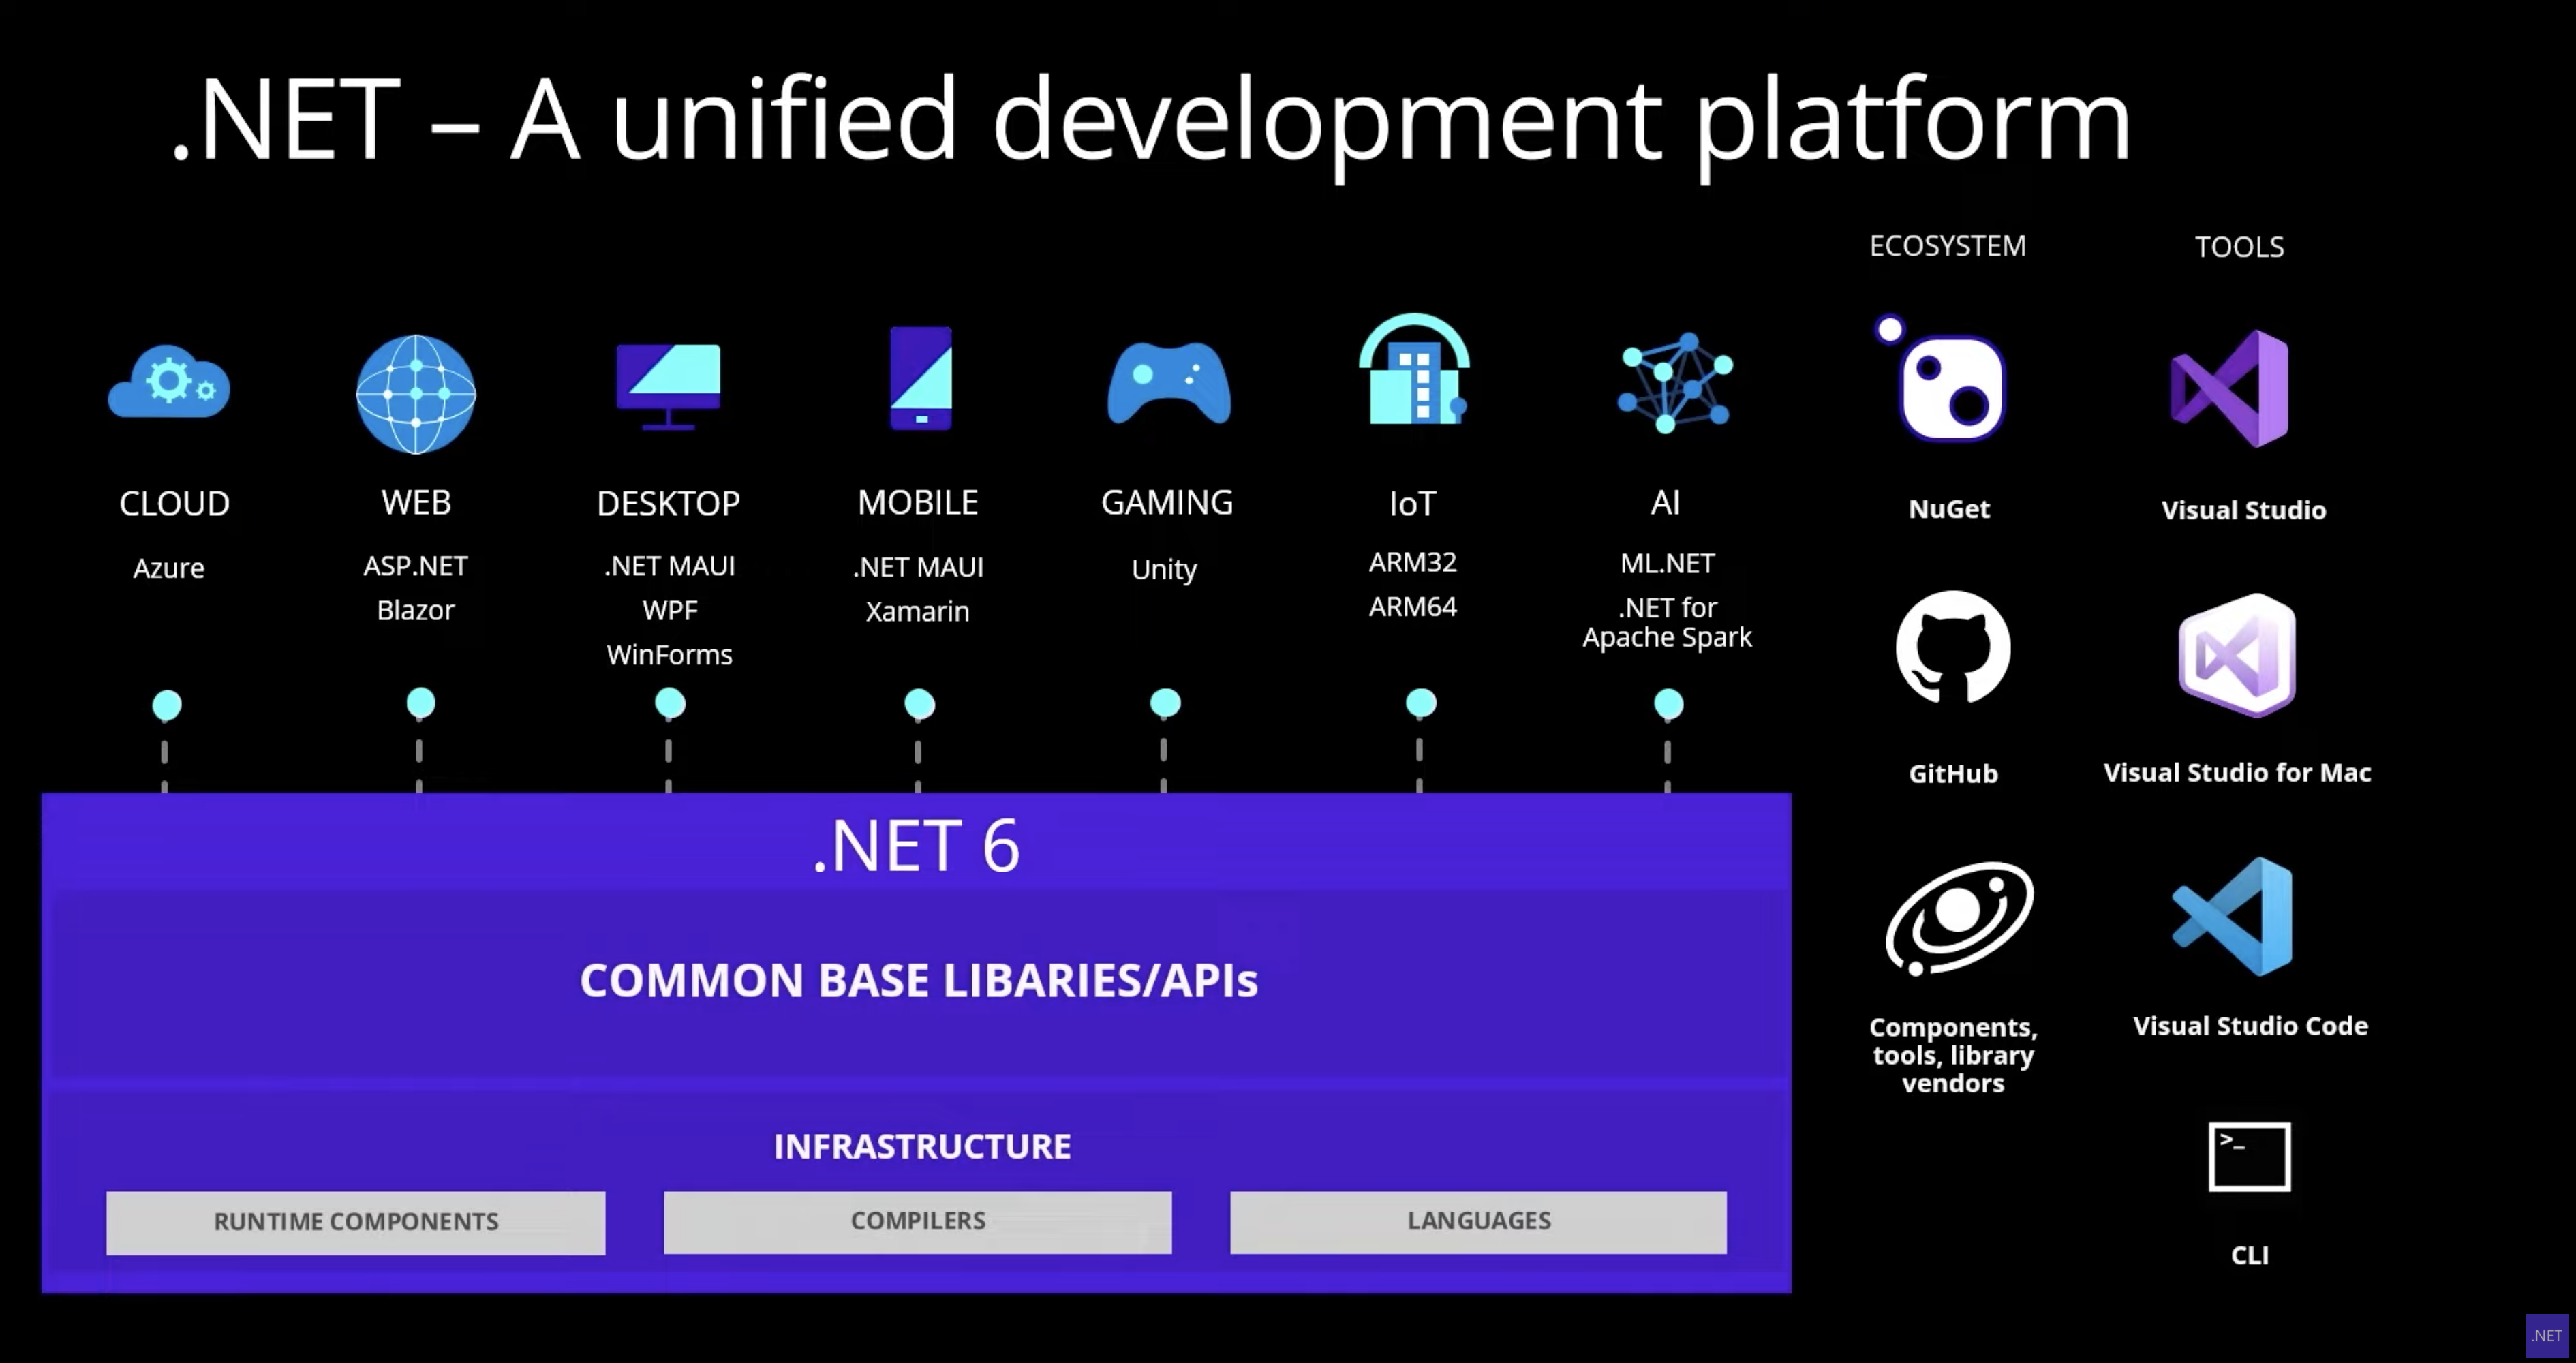 .NET – A unified development platform
ECOSYSTEM
TOOLS
CLOUD
Azure
WEB
ASP.NET
Blazor
DESKTOP
.NET MAUI
WPF
WinForms
MOBILE
.NET MAUI
Xamarin
GAMING
Unity
IoT
ARM32
ARM64
AI
ML.NET
.NET for
Apache Spark
NuGet
Visual Studio
GitHub
Visual Studio for Mac
Components,
tools, library
vendors
Visual Studio Code
>_
CLI
.NET 6
COMMON BASE LIBARIES/APIs
INFRASTRUCTURE
RUNTIME COMPONENTS
COMPILERS
LANGUAGES
.NET